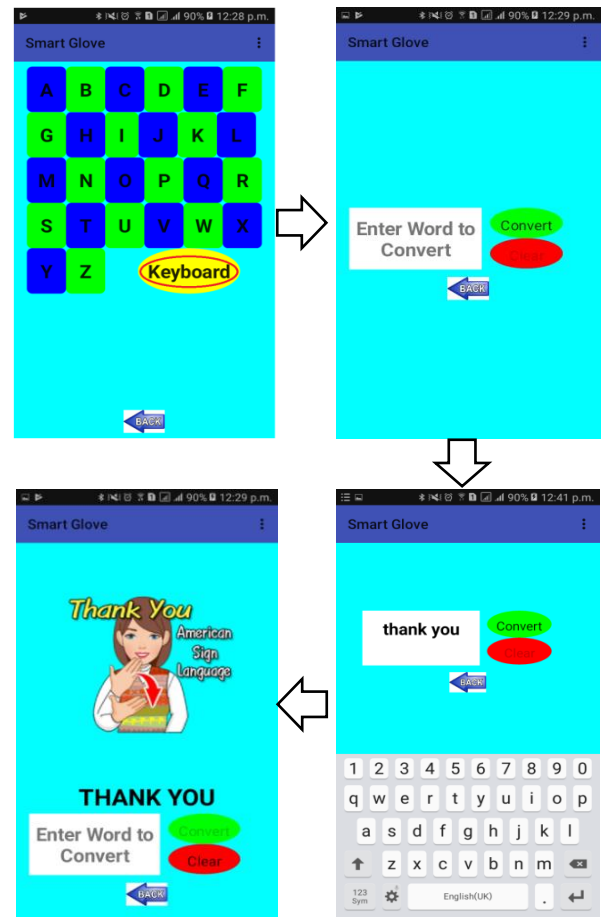 90% 12:28 p.m.
Smart Glove
A B C D E F
G H I J K L
M N O P Q R
S T U V W X
Y Z Keyboard
BACK
90% 12:29 p.m.
Smart Glove
Enter Word to
Convert
Convert
Clear
BACK
90% 12:41 p.m.
Smart Glove
thank you
Convert
Clear
BACK
1 2 3 4 5 6 7 8 9 0
q w e r t y u i o p
a s d f g h j k l
z x c v b n m
123
Sym
English(UK)
.
90% 12:29 p.m.
Smart Glove
Thank You
American
Sign
Language
THANK YOU
Enter Word to
Convert
Convert
Clear
BACK